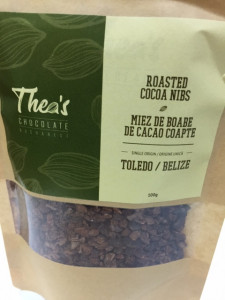 Thea's
CHOCOLATE
ROASTED
COCOA NIBS
MIEZ DE BOABE
DE CACAO COAPTE
TOLEDO / BELIZE